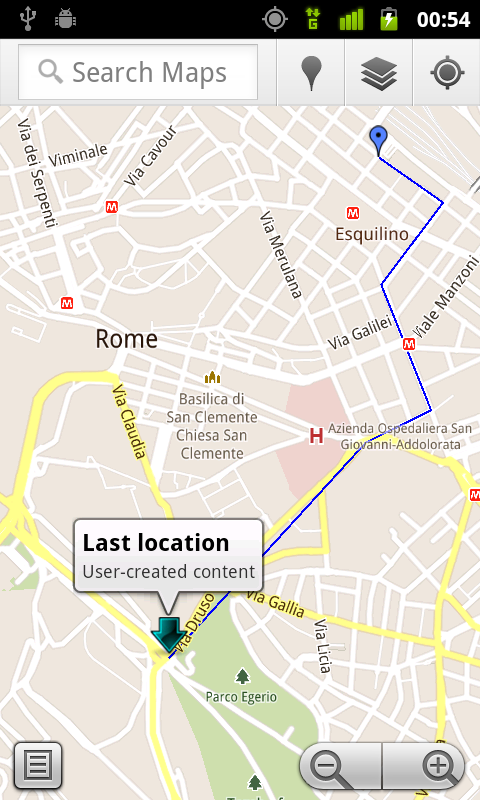 G
00:54
Search Maps
Via dei Serpenti
Viminale
Via Cavour
M
M
Esquilino
Via Merulana
Viale Manzoni
M
Via Galilei
M
Rome
Basilica di
San Clemente
Chiesa San
Clemente
Via Claudia
H
Azienda Ospedaliera San
Giovanni-Addolorata
M
Last location
User-created content
Via Druso
Via Gallia
Via Licia
Parco Egerio